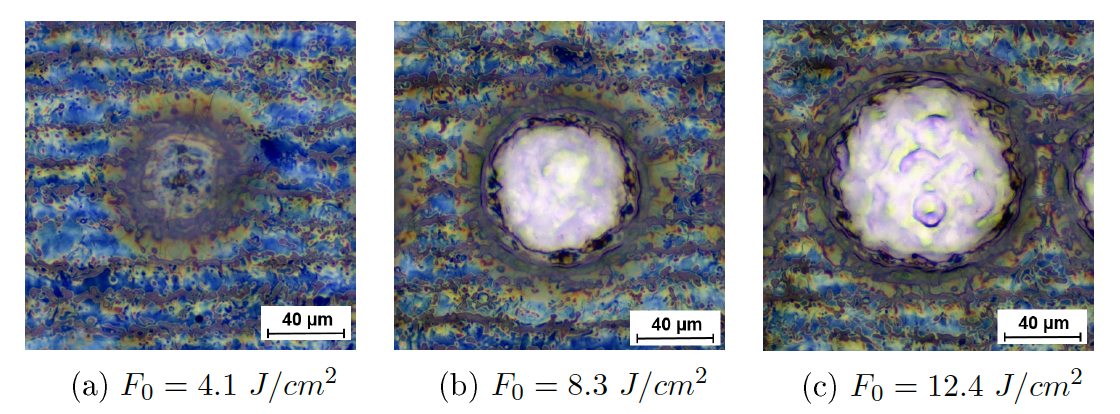 40 µm
40 µm
40 µm
(a) F₀ = 4.1 J/cm²
(b) F₀ = 8.3 J/cm²
(c) F₀ = 12.4 J/cm²